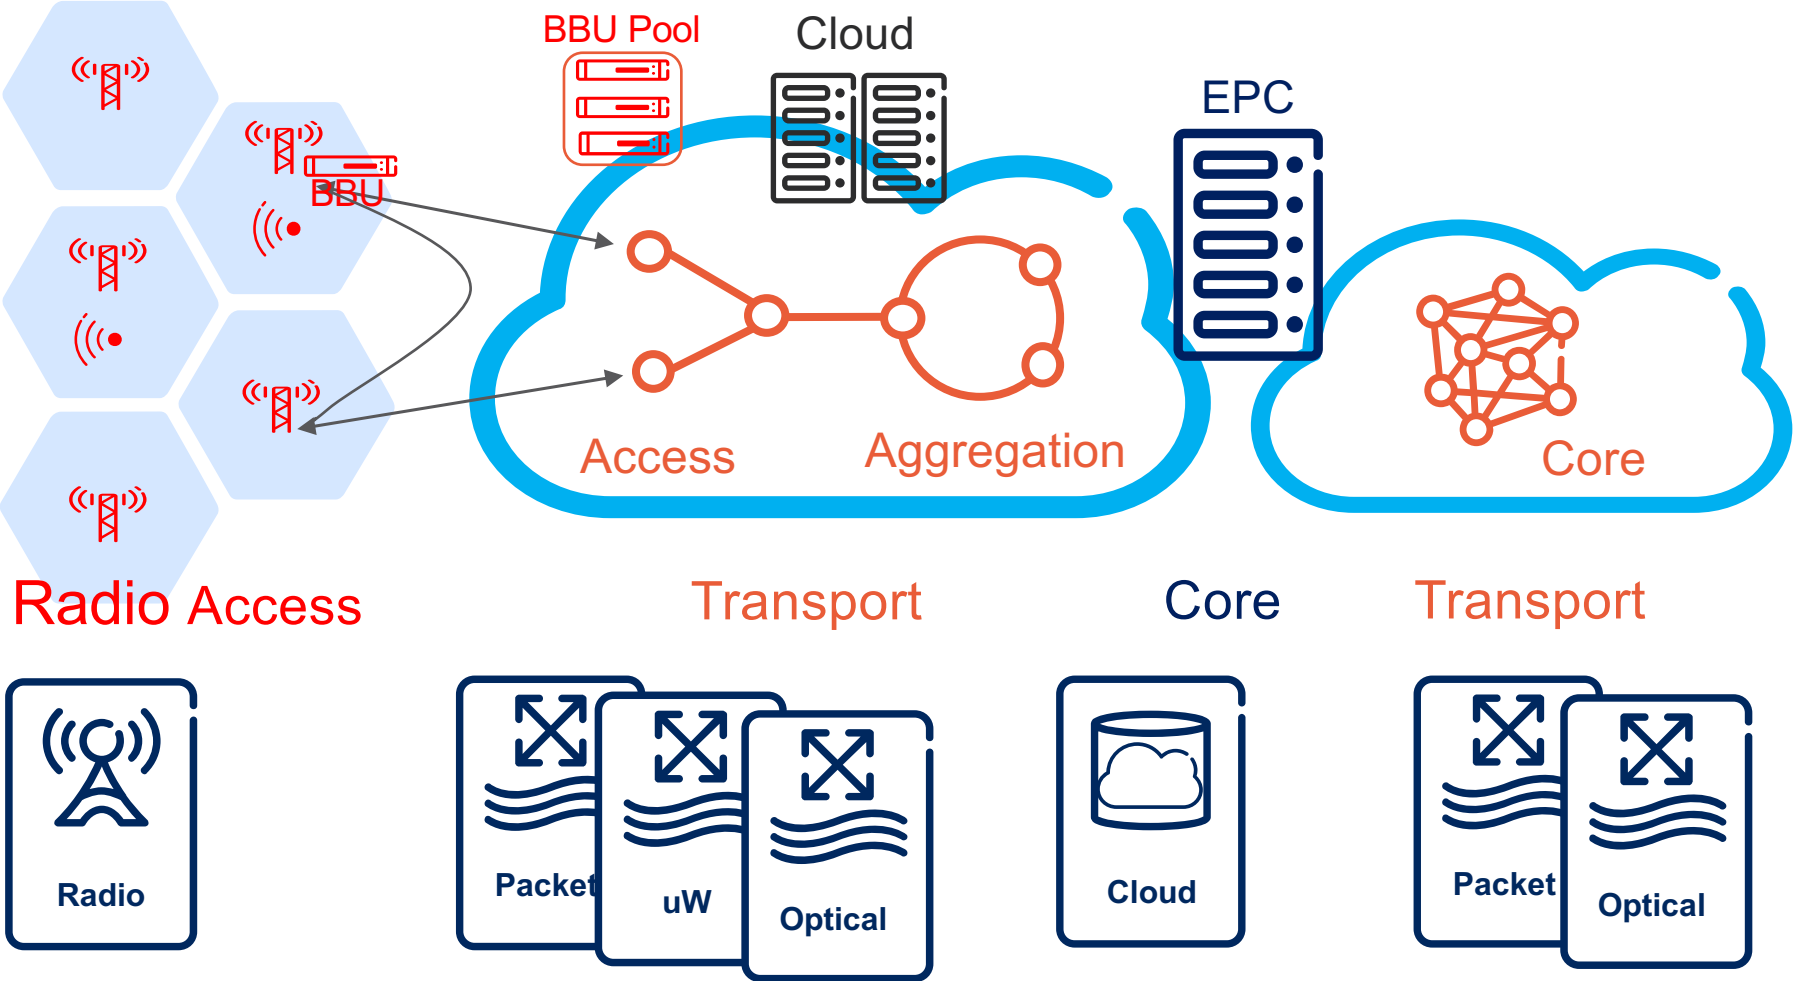 BBU Pool
Cloud
EPC
BBU
Access
Aggregation
Core
Radio Access
Transport
Core
Transport
Radio
Packet
uW
Optical
Cloud
Packet
Optical